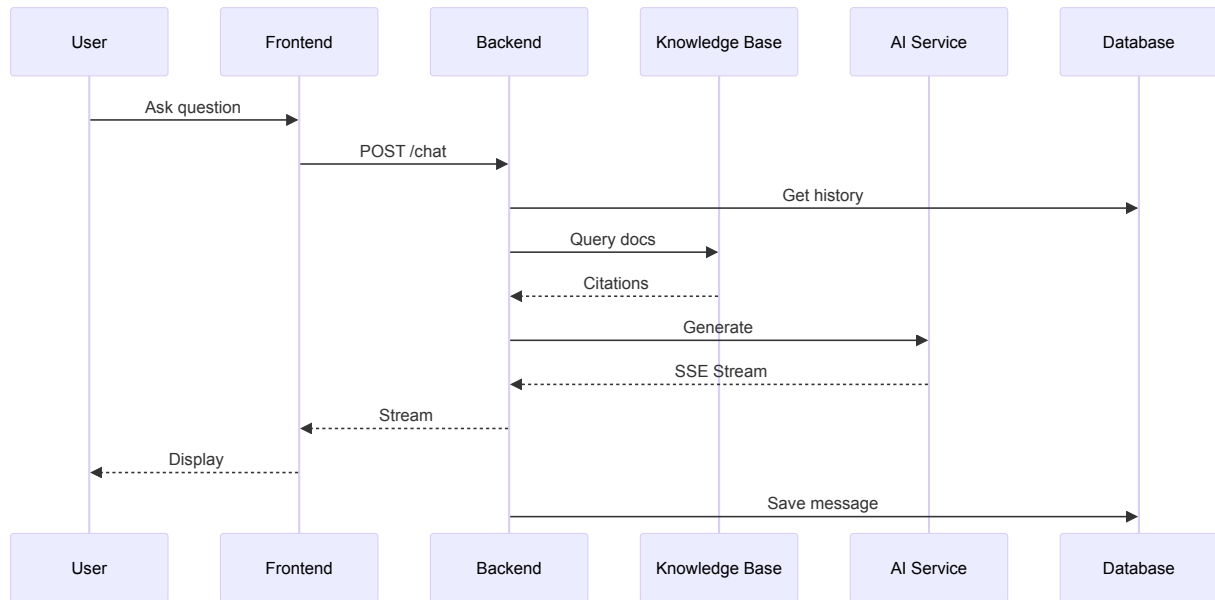 User Frontend Backend Knowledge Base AI Service Database
Ask question
POST /chat
Get history
Query docs
Citations
Generate
SSE Stream
Stream
Display
Save message
User Frontend Backend Knowledge Base AI Service Database